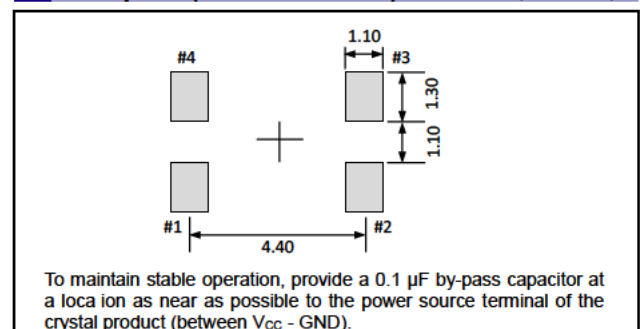 1.10
#4
#3
1.30
1.10
#1
#2
4.40
To maintain stable operation, provide a 0.1 µF by-pass capacitor at
a loca ion as near as possible to the power source terminal of the
crystal product (between VCC - GND).